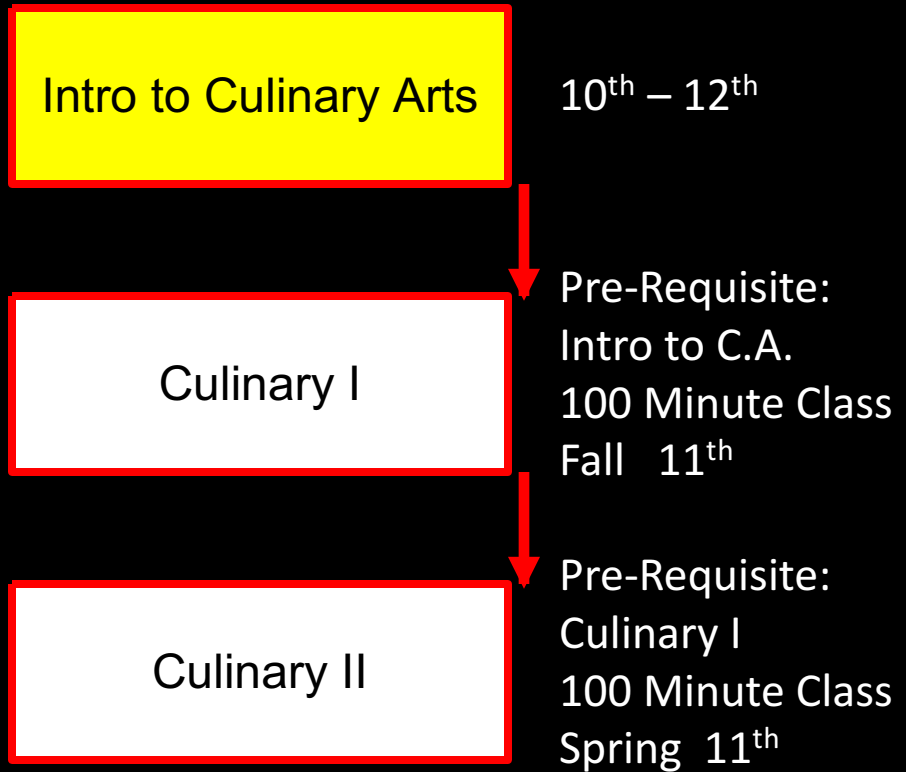 Intro to Culinary Arts
10th – 12th
Culinary I
Pre-Requisite:
Intro to C.A.
100 Minute Class
Fall 11th
Culinary II
Pre-Requisite:
Culinary I
100 Minute Class
Spring 11th